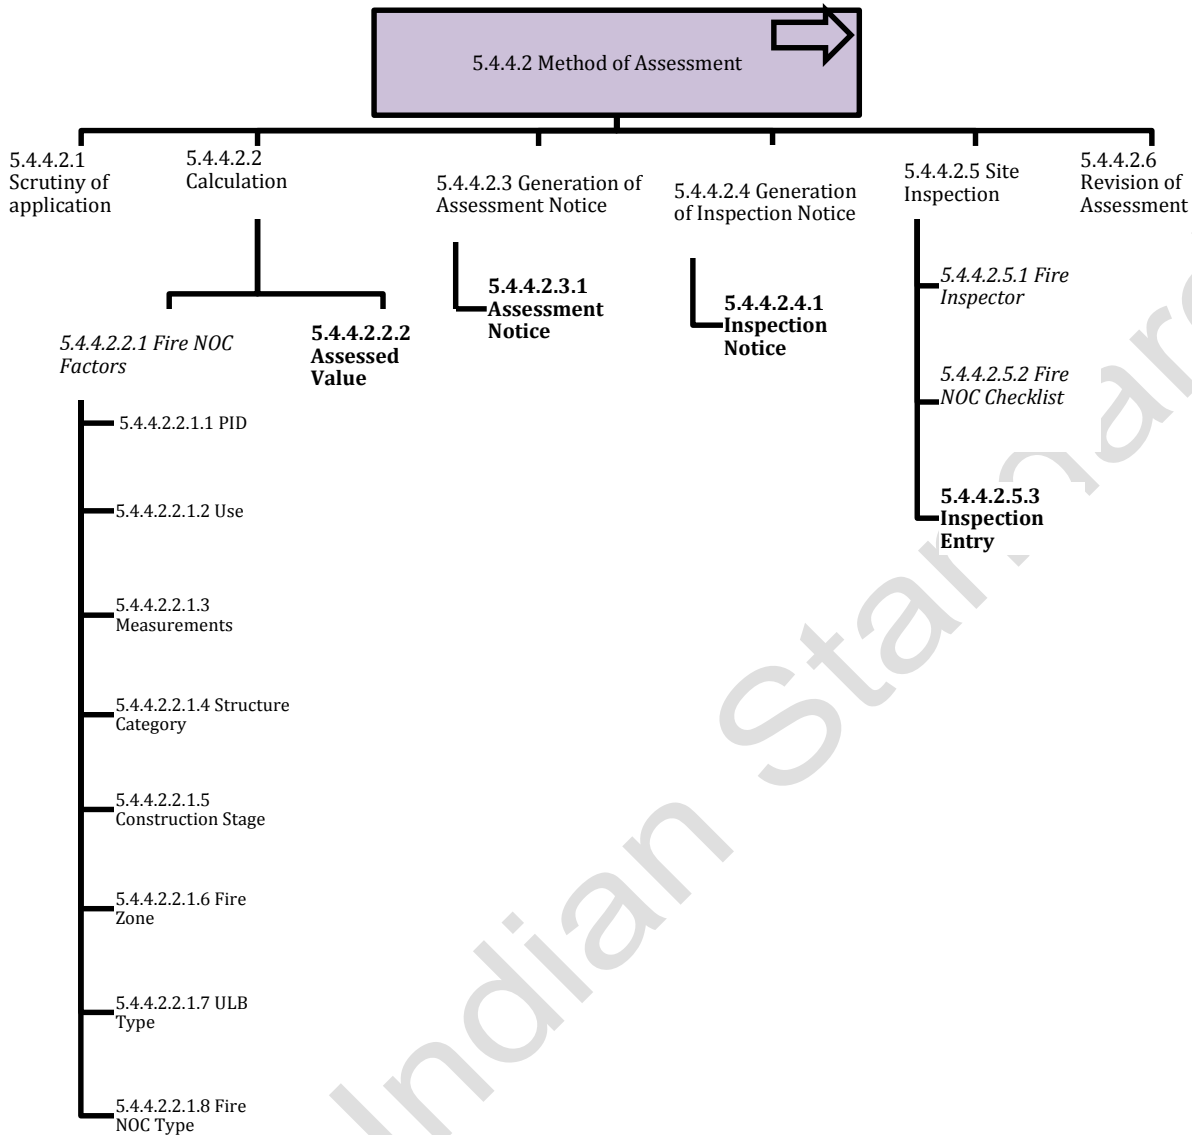 5.4.4.2 Method of Assessment
5.4.4.2.1
Scrutiny of
application
5.4.4.2.2
Calculation
5.4.4.2.3 Generation of
Assessment Notice
5.4.4.2.4 Generation
of Inspection Notice
5.4.4.2.5 Site
Inspection
5.4.4.2.6
Revision of
Assessment
5.4.4.2.2.1 Fire NOC
Factors
5.4.4.2.2.2
Assessed
Value
5.4.4.2.3.1
Assessment
Notice
5.4.4.2.4.1
Inspection
Notice
5.4.4.2.5.1 Fire
Inspector
5.4.4.2.5.2 Fire
NOC Checklist
5.4.4.2.5.3
Inspection
Entry
5.4.4.2.2.1.1 PID
5.4.4.2.2.1.2 Use
5.4.4.2.2.1.3
Measurements
5.4.4.2.2.1.4 Structure
Category
5.4.4.2.2.1.5
Construction Stage
5.4.4.2.2.1.6 Fire
Zone
5.4.4.2.2.1.7 ULB
Type
5.4.4.2.2.1.8 Fire
NOC Type
Indian